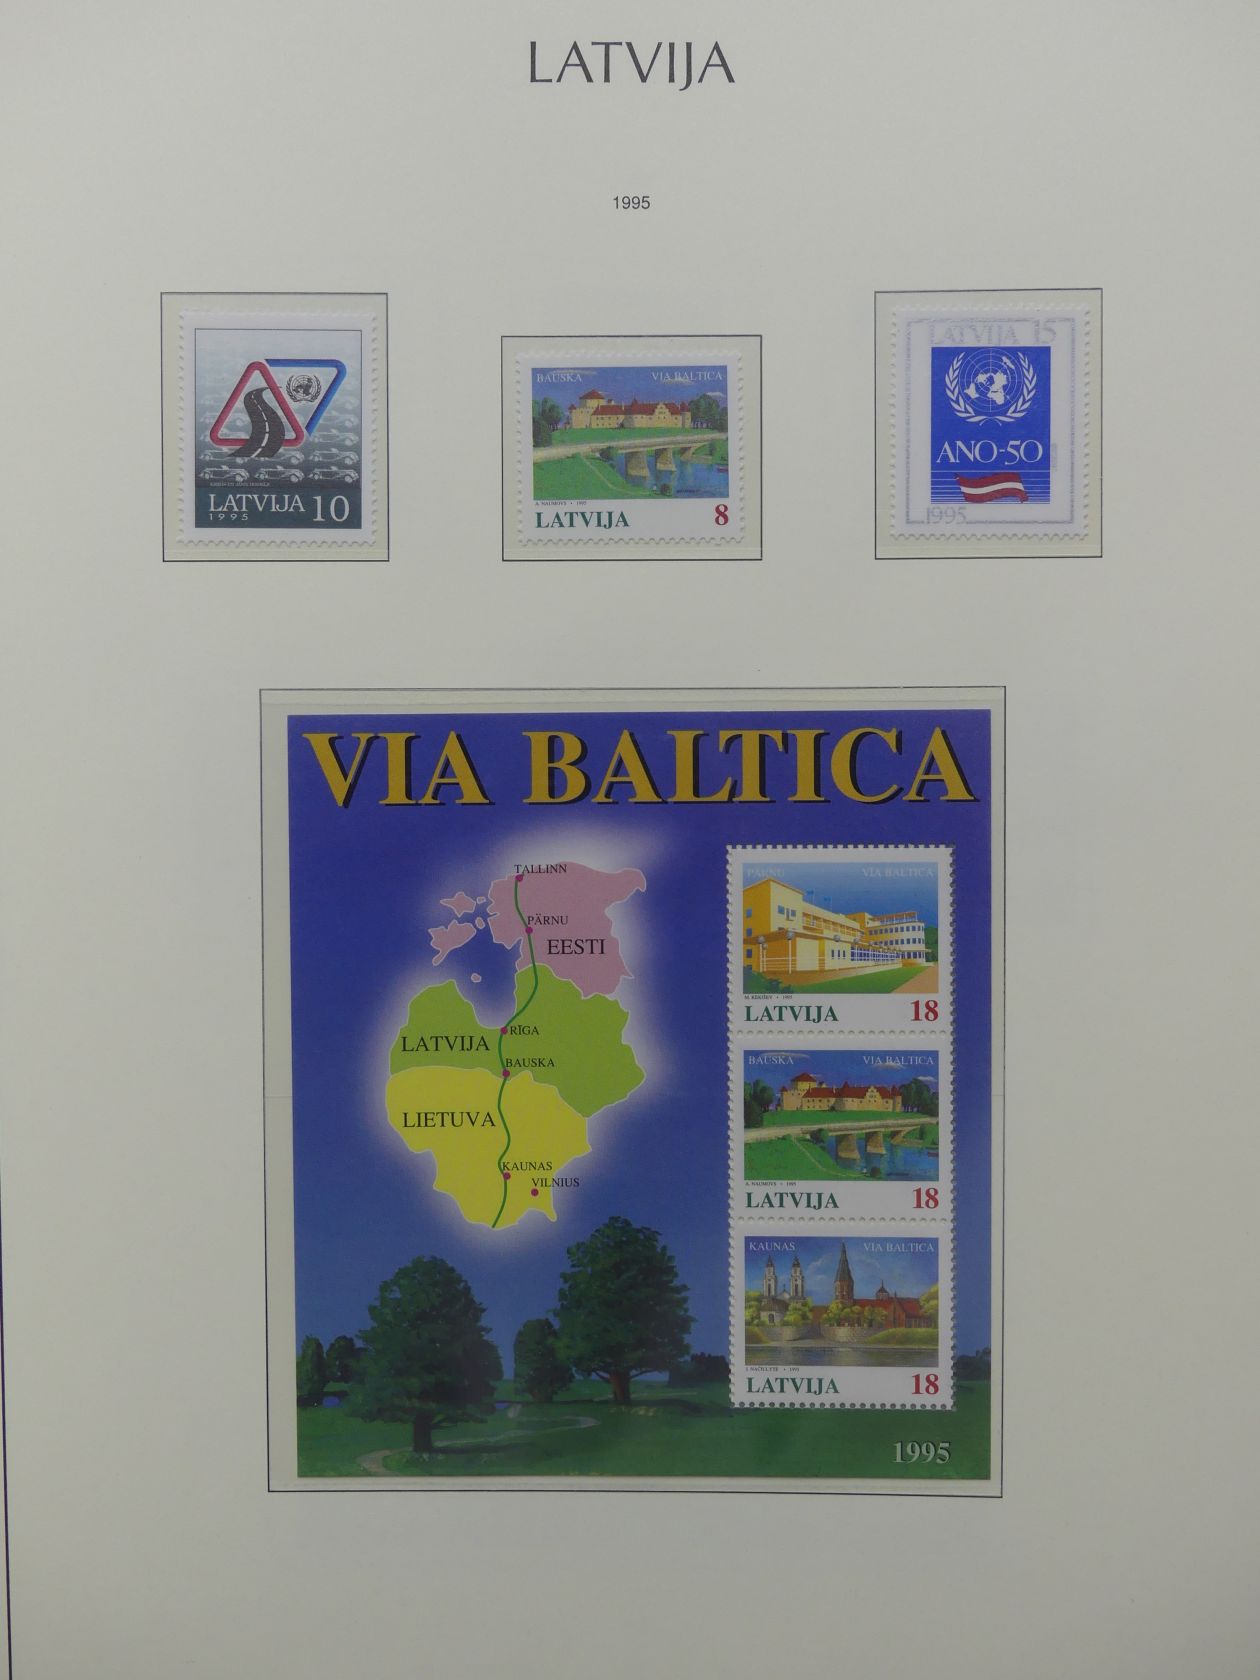 LATVIJA
1995
LATVIJA 10
1995
BAUSKA VIA BALTICA
A. NAUMOVS • 1995
LATVIJA 8
LATVIJA 15
ANO-50
1995
VIA BALTICA
TALLINN
PÄRNU
EESTI
RĪGA
LATVIJA
BAUSKA
LIETUVA
KAUNAS
VILNIUS
PÄRNU VIA BALTICA
1995
LATVIJA 18
BAUSKA VIA BALTICA
A. NAUMOVS • 1995
LATVIJA 18
KAUNAS VIA BALTICA
1995
LATVIJA 18
1995